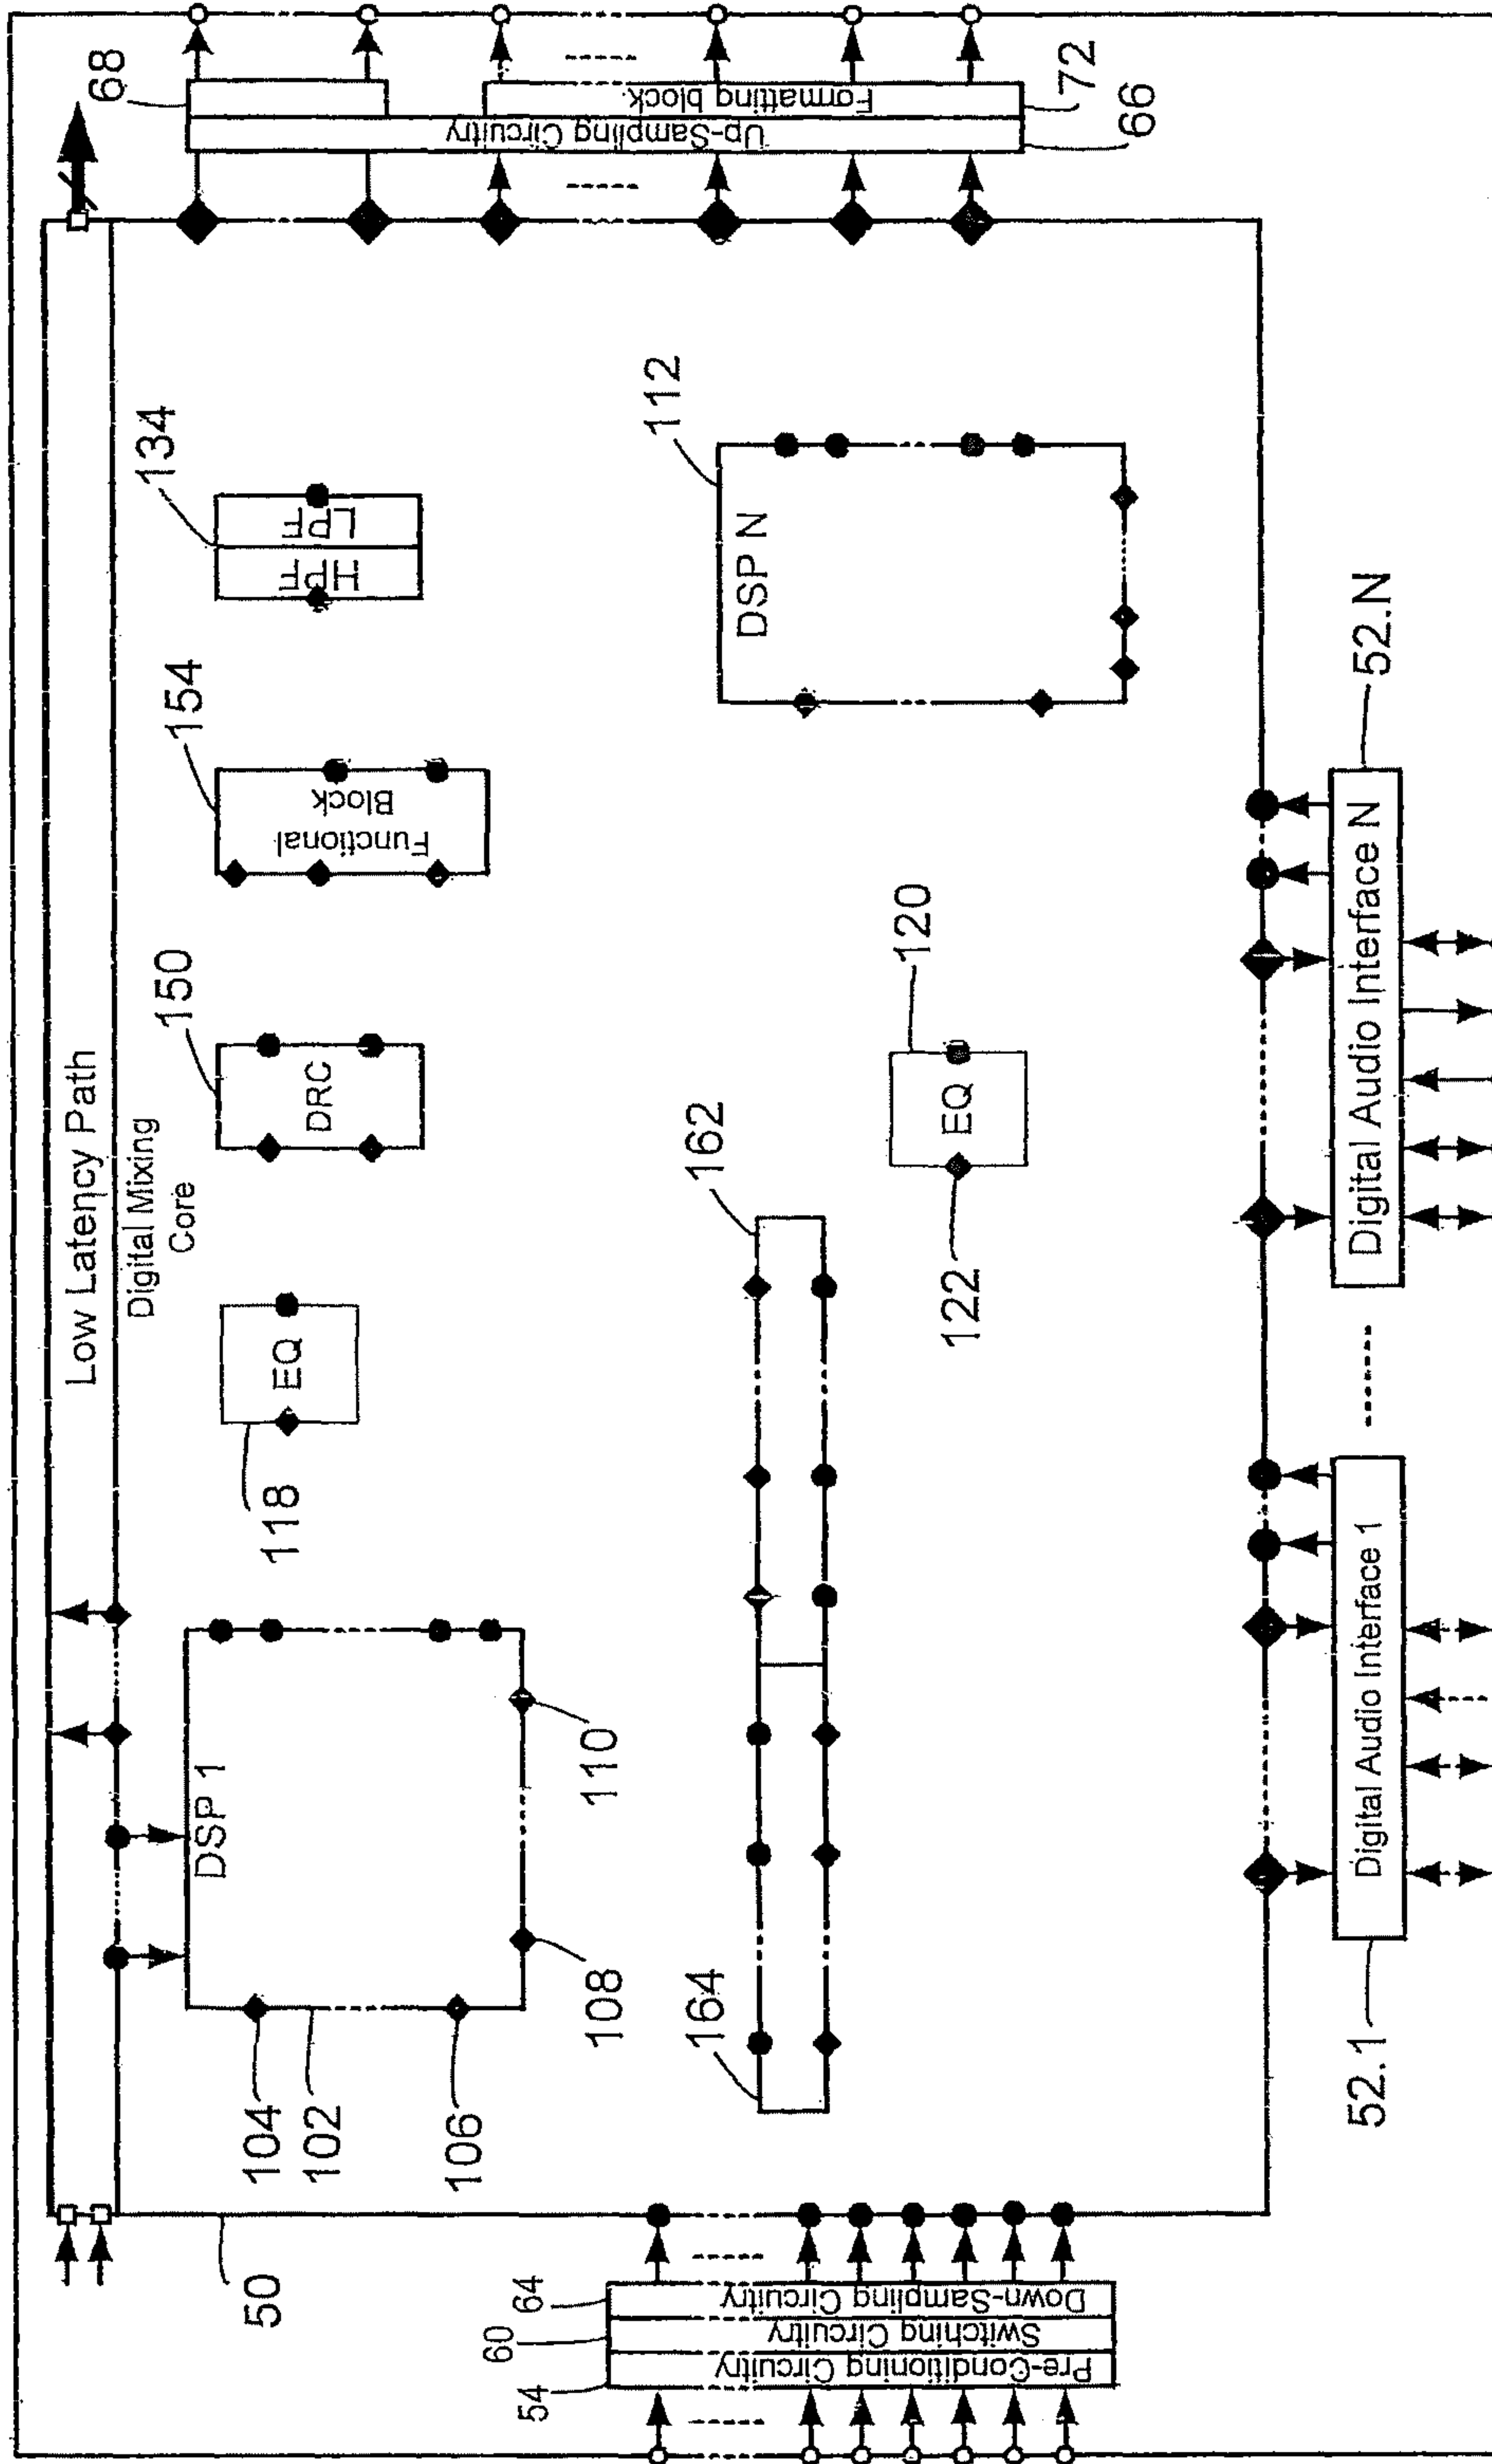 68
Low Latency Path
Digital Mixing
Core
DSP 1
118
EQ
150
DRC
154
Functional
Block
134
HPF
LPF
Up-Sampling Circuitry
Formatting block
72
66
104
102
106
108
110
50
164
162
120
EQ
122
112
DSP N
64
60
54
Down-Sampling Circuitry
Switching Circuitry
Pre-Conditioning Circuitry
52.1
Digital Audio Interface 1
Digital Audio Interface N
52.N